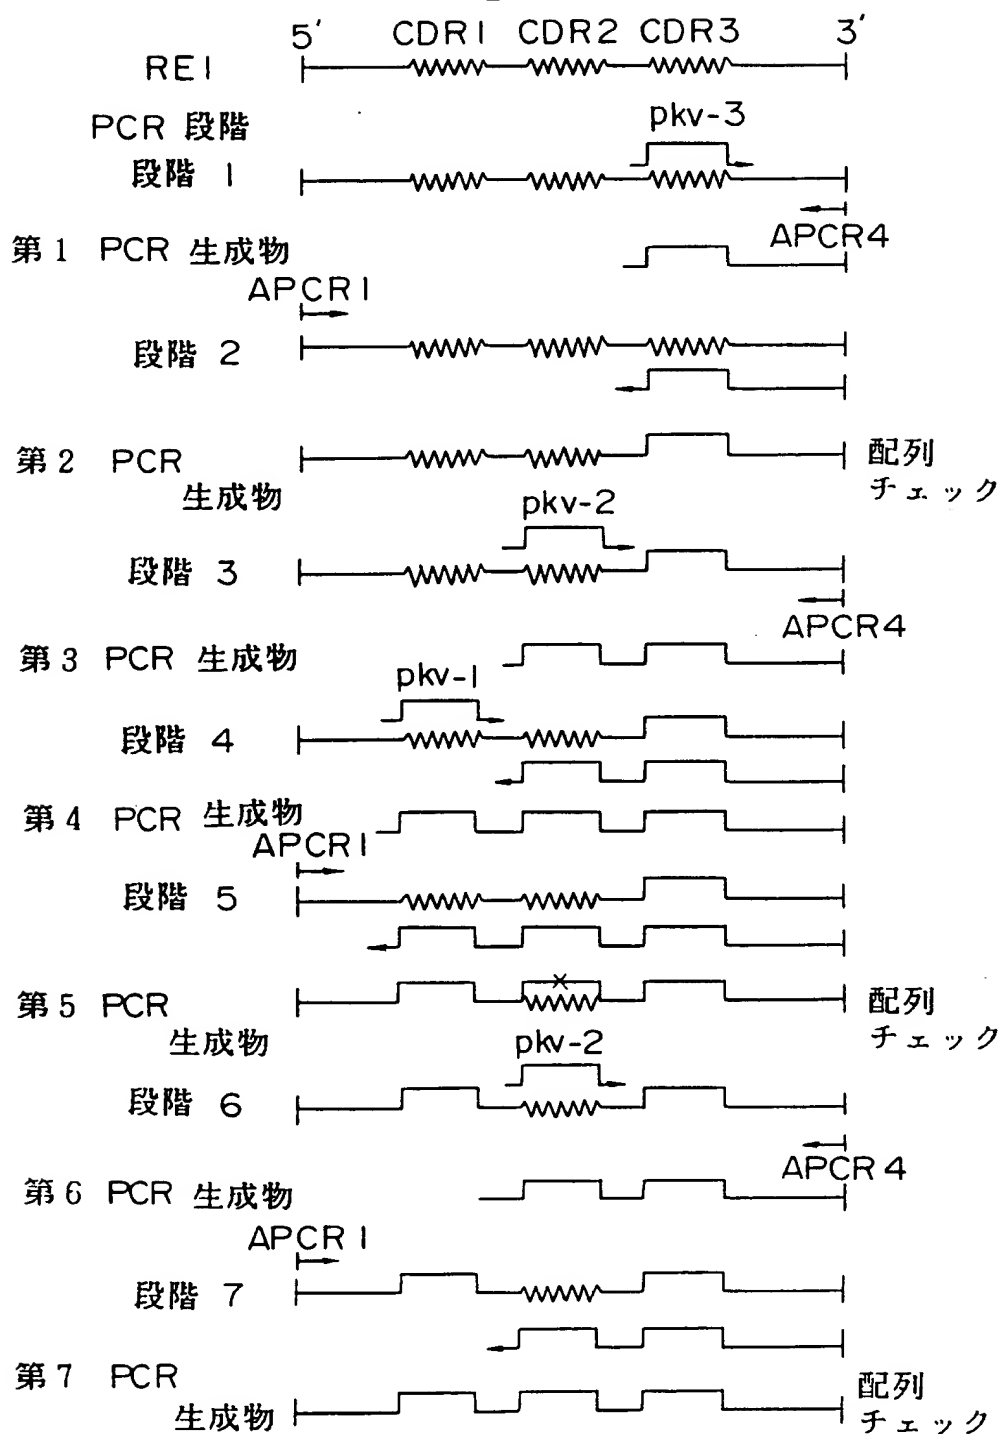 5' CDR1 CDR2 CDR3 3'
RE1
PCR 段階
pkv-3
段階 1
APCR4
第1 PCR 生成物
APCR1
段階 2
第2 PCR
生成物
配列
チェック
pkv-2
段階 3
APCR4
第3 PCR 生成物
pkv-1
段階 4
第4 PCR 生成物
APCR1
段階 5
第5 PCR
生成物
配列
チェック
pkv-2
段階 6
APCR4
第6 PCR 生成物
APCR1
段階 7
第7 PCR
生成物
配列
チェック